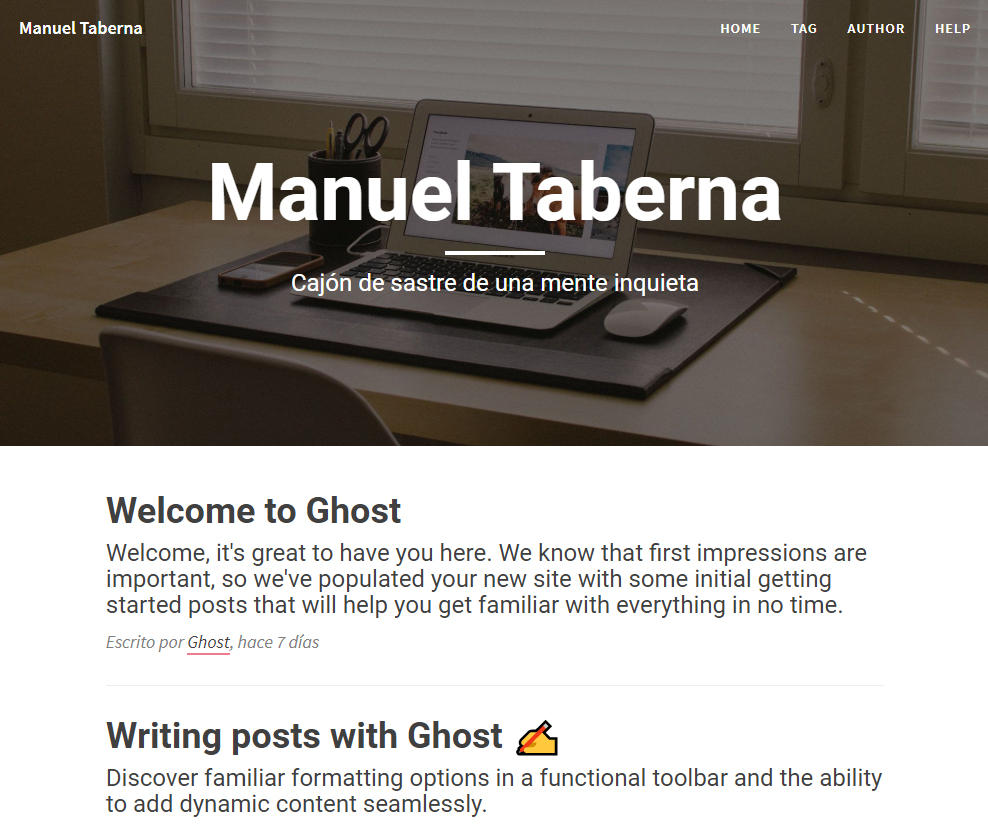 Manuel Taberna
HOME TAG AUTHOR HELP
Manuel Taberna
Cajón de sastre de una mente inquieta
Welcome to Ghost
Welcome, it's great to have you here. We know that first impressions are
important, so we've populated your new site with some initial getting
started posts that will help you get familiar with everything in no time.
Escrito por Ghost, hace 7 días
Writing posts with Ghost ✍️
Discover familiar formatting options in a functional toolbar and the ability
to add dynamic content seamlessly.